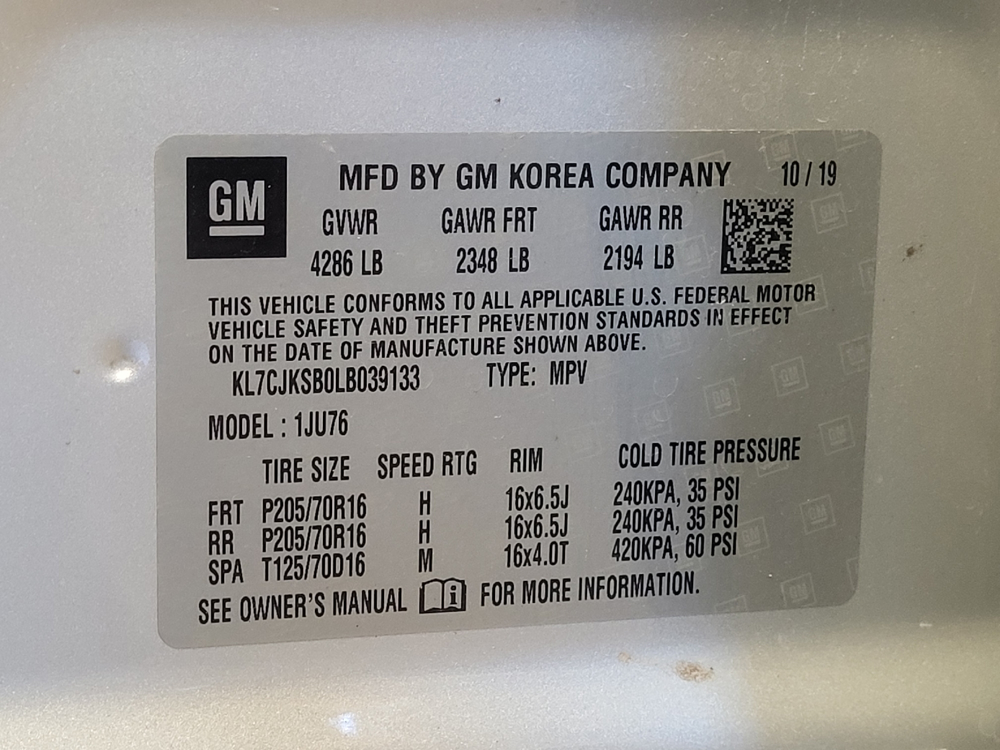 GM
MFD BY GM KOREA COMPANY 10 / 19
GVWR GAWR FRT GAWR RR
4286 LB 2348 LB 2194 LB
THIS VEHICLE CONFORMS TO ALL APPLICABLE U.S. FEDERAL MOTOR
VEHICLE SAFETY AND THEFT PREVENTION STANDARDS IN EFFECT
ON THE DATE OF MANUFACTURE SHOWN ABOVE.
KL7CJKSB0LB039133 TYPE: MPV
MODEL : 1JU76
TIRE SIZE SPEED RTG RIM COLD TIRE PRESSURE
FRT P205/70R16 H 16x6.5J 240KPA, 35 PSI
RR P205/70R16 H 16x6.5J 240KPA, 35 PSI
SPA T125/70D16 M 16x4.0T 420KPA, 60 PSI
SEE OWNER'S MANUAL i FOR MORE INFORMATION.